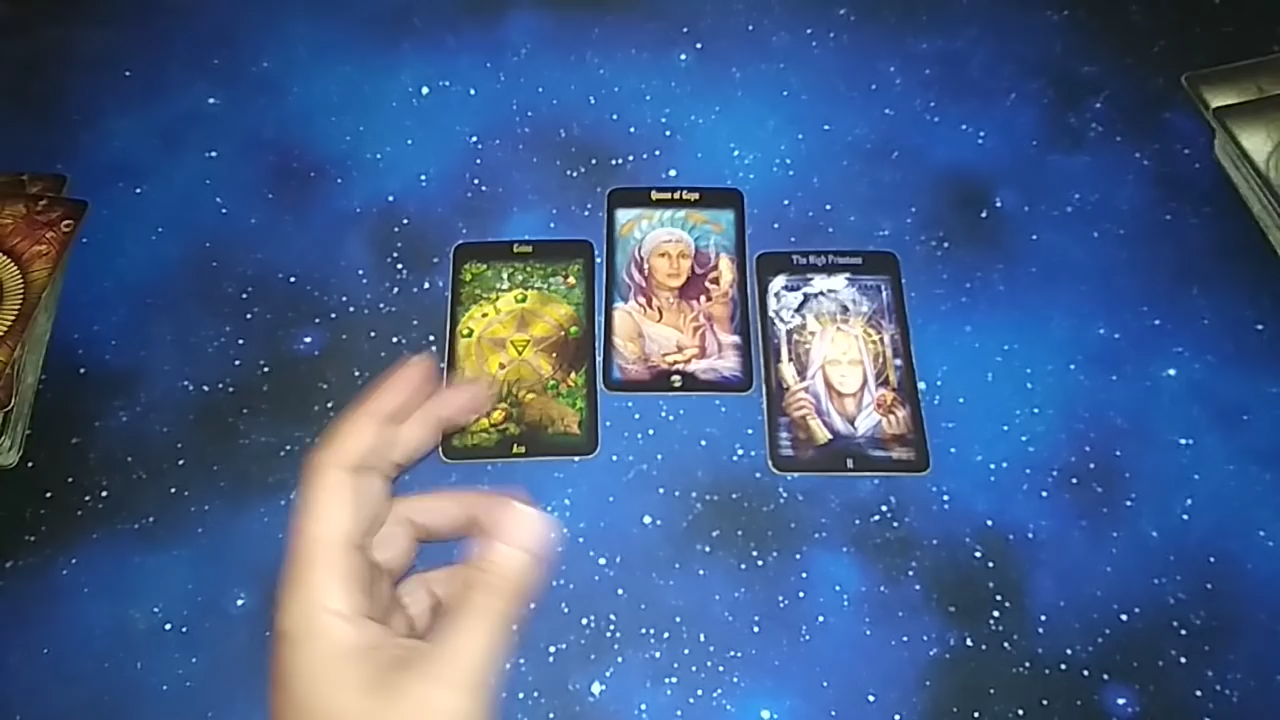 Coins
Ace
Queen of Cups
The High Priestess
II